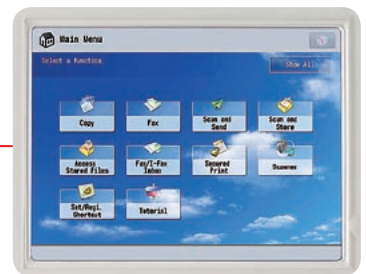 Main Menu
Select a function.
Show All
Copy
Fax
Scan and
Send
Scan and
Store
Access
Stored Files
Fax/I-Fax
Inbox
Secured
Print
Scanner
Set/Regi.
Shortcut
Tutorial